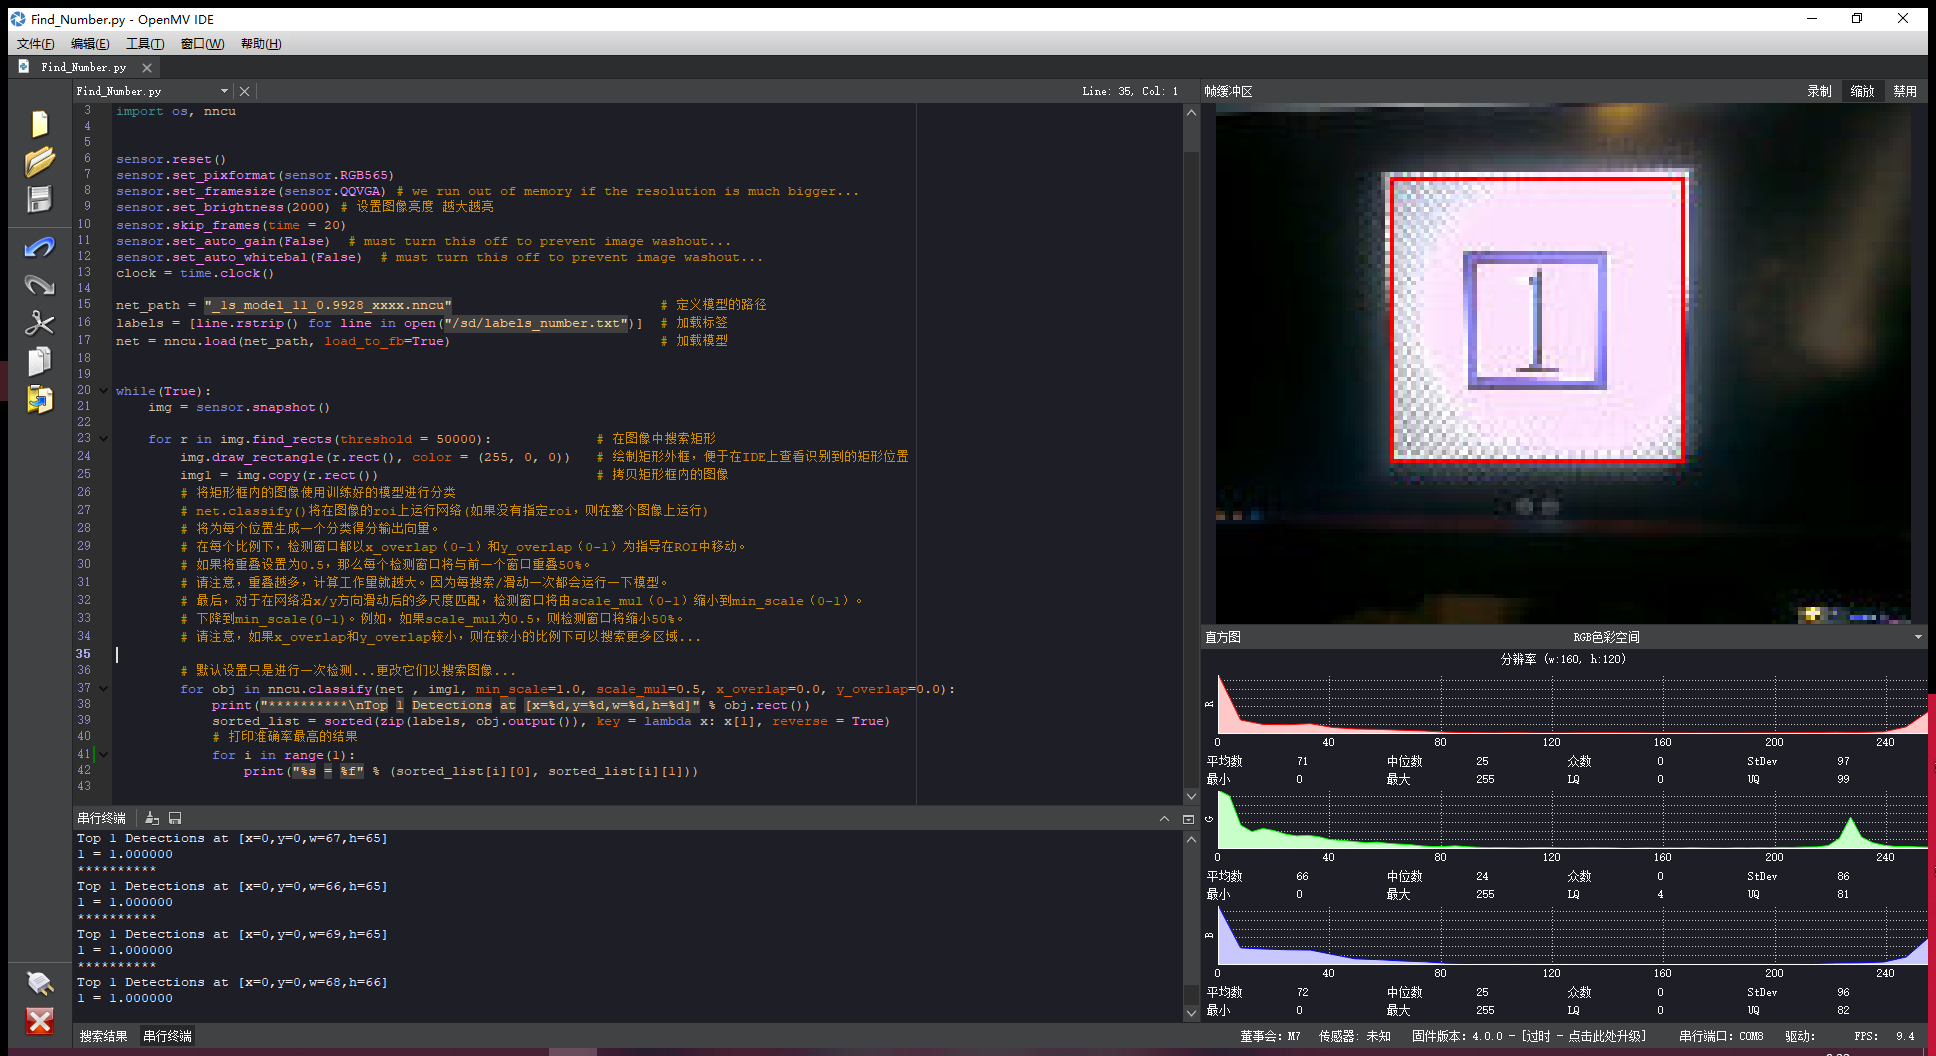 Find_Number.py - OpenMV IDE
文件(F) 编辑(E) 工具(T) 窗口(W) 帮助(H)
Find_Number.py
Find_Number.py
Line: 35, Col: 1
帧缓冲区 录制 缩放 禁用
3 import os, nncu
4
5
6 sensor.reset()
7 sensor.set_pixformat(sensor.RGB565)
8 sensor.set_framesize(sensor.QQVGA) # we run out of memory if the resolution is much bigger...
9 sensor.set_brightness(2000) # 设置图像亮度 越大越亮
10 sensor.skip_frames(time = 20)
11 sensor.set_auto_gain(False)  # must turn this off to prevent image washout...
12 sensor.set_auto_whitebal(False)  # must turn this off to prevent image washout...
13 clock = time.clock()
14
15 net_path = "_ls_model_11_0.9928_xxxx.nncu" # 定义模型的路径
16 labels = [line.rstrip() for line in open("/sd/labels_number.txt")] # 加载标签
17 net = nncu.load(net_path, load_to_fb=True) # 加载模型
18
19
20 while(True):
21 img = sensor.snapshot()
22
23 for r in img.find_rects(threshold = 50000): # 在图像中搜索矩形
24 img.draw_rectangle(r.rect(), color = (255, 0, 0)) # 绘制矩形外框，便于在IDE上查看识别到的矩形位置
25 img1 = img.copy(r.rect()) # 拷贝矩形框内的图像
26 # 将矩形框内的图像使用训练好的模型进行分类
27 # net.classify()将在图像的roi上运行网络(如果没有指定roi，则在整个图像上运行)
28 # 将为每个位置生成一个分类得分输出向量。
29 # 在每个比例下，检测窗口都以x_overlap（0-1）和y_overlap（0-1）为指导在ROI中移动。
30 # 如果将重叠设置为0.5，那么每个检测窗口将与前一个窗口重叠50%。
31 # 请注意，重叠越多，计算工作量就越大。因为每搜索/滑动一次都会运行一下模型。
32 # 最后，对于在网络沿x/y方向滑动后的多尺度匹配，检测窗口将由scale_mul（0-1）缩小到min_scale（0-1）。
33 # 下降到min_scale(0-1)。例如，如果scale_mul为0.5，则检测窗口将缩小50%。
34 # 请注意，如果x_overlap和y_overlap较小，则在较小的比例下可以搜索更多区域...
35
36 # 默认设置只是进行一次检测...更改它们以搜索图像...
37 for obj in nncu.classify(net , img1, min_scale=1.0, scale_mul=0.5, x_overlap=0.0, y_overlap=0.0):
38 print("**********\nTop 1 Detections at [x=%d,y=%d,w=%d,h=%d]" % obj.rect())
39 sorted_list = sorted(zip(labels, obj.output()), key = lambda x: x[1], reverse = True)
40 # 打印准确率最高的结果
41 for i in range(1):
42 print("%s = %f" % (sorted_list[i][0], sorted_list[i][1]))
43
串行终端
Top 1 Detections at [x=0,y=0,w=67,h=65]
1 = 1.000000
**********
Top 1 Detections at [x=0,y=0,w=66,h=65]
1 = 1.000000
**********
Top 1 Detections at [x=0,y=0,w=69,h=65]
1 = 1.000000
**********
Top 1 Detections at [x=0,y=0,w=68,h=66]
1 = 1.000000
搜索结果 串行终端
1
直方图 RGB色彩空间
分辨率 (w:160, h:120)
R
0 40 80 120 160 200 240
平均数 71 中位数 25 众数 0 StDev 97
最小 0 最大 255 LQ 0 UQ 99
G
0 40 80 120 160 200 240
平均数 66 中位数 24 众数 0 StDev 86
最小 0 最大 255 LQ 4 UQ 81
B
0 40 80 120 160 200 240
平均数 72 中位数 25 众数 0 StDev 96
最小 0 最大 255 LQ 0 UQ 82
董事会: M7 传感器: 未知 固件版本: 4.0.0 - [过时 - 点击此处升级] 串行端口: COM8 驱动: FPS: 9.4